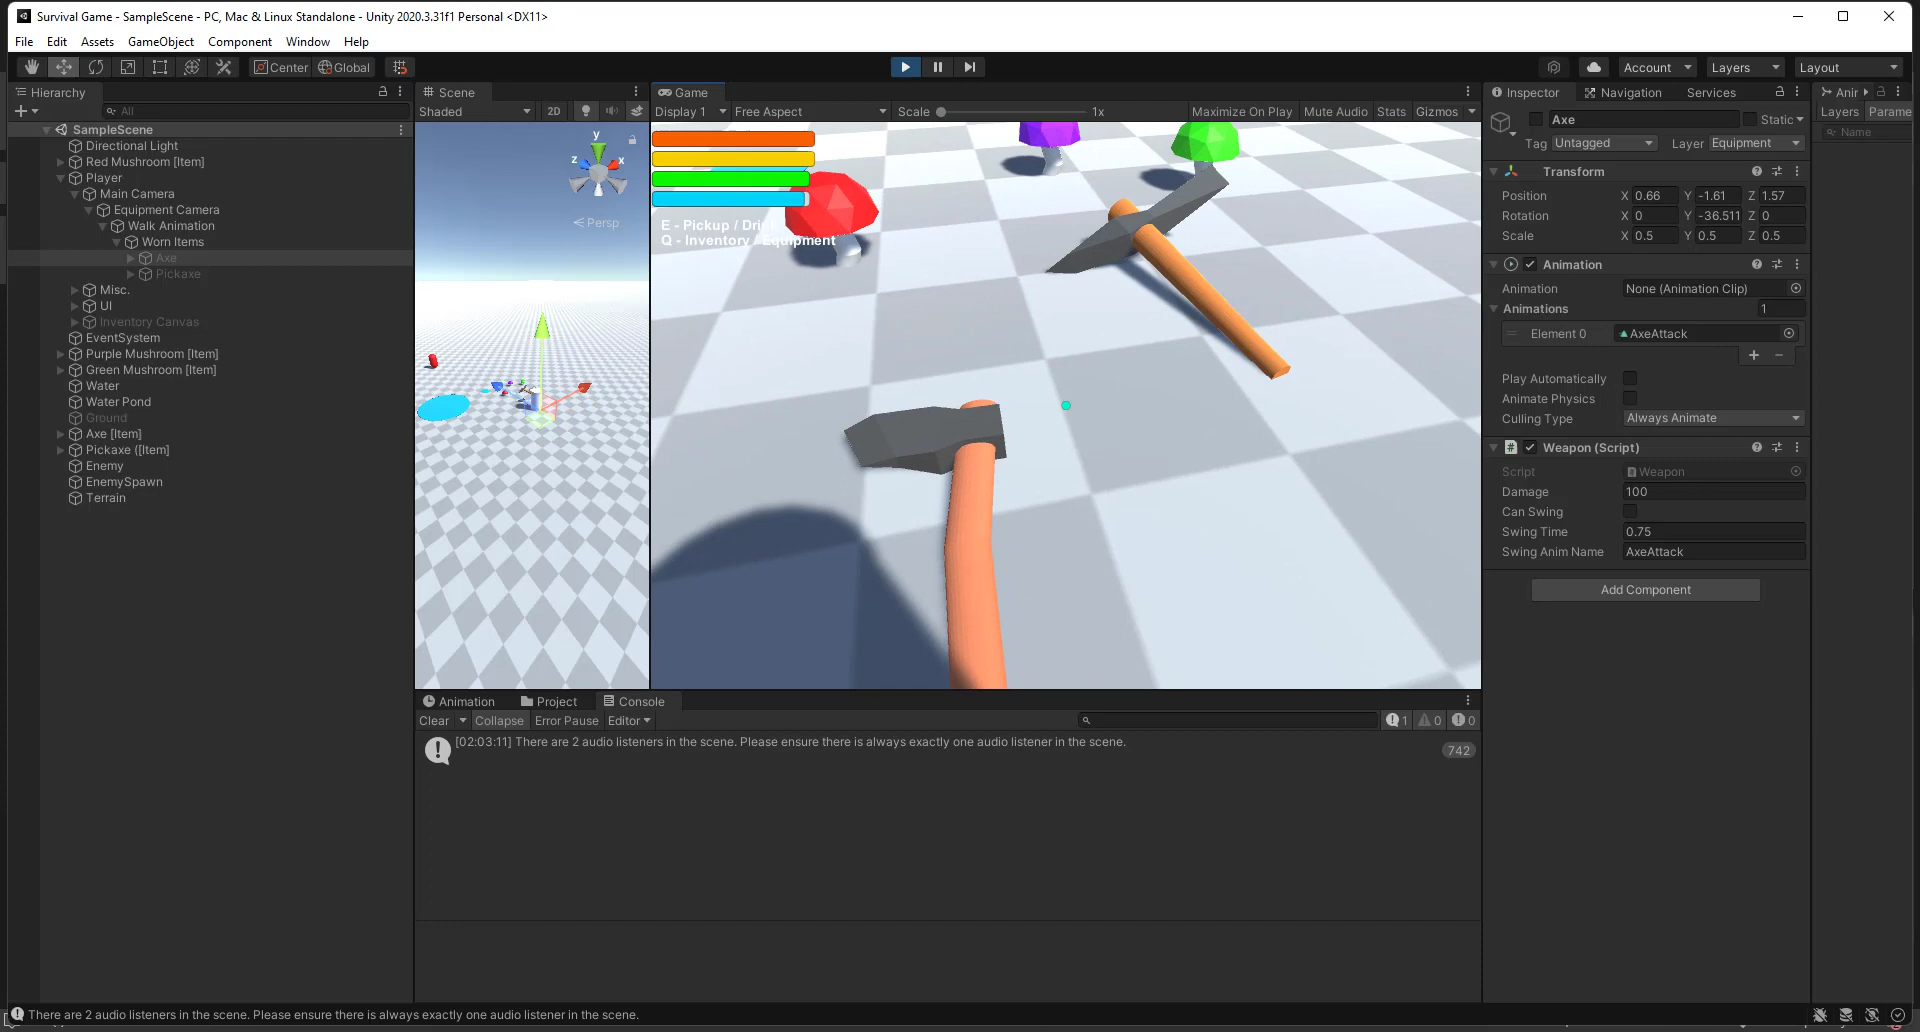 Survival Game - SampleScene - PC, Mac & Linux Standalone - Unity 2020.3.31f1 Personal <DX11>
File Edit Assets GameObject Component Window Help
Center Global Account Layers Layout
Hierarchy
All
SampleScene
Directional Light
Red Mushroom [Item]
Player
Main Camera
Equipment Camera
Walk Animation
Worn Items
Axe
Pickaxe
Misc.
UI
Inventory Canvas
EventSystem
Purple Mushroom [Item]
Green Mushroom [Item]
Water
Water Pond
Ground
Axe [Item]
Pickaxe ([Item]
Enemy
EnemySpawn
Terrain
Scene
Shaded 2D
y
z x
Persp
Game
Display 1 Free Aspect Scale 1x Maximize On Play Mute Audio Stats Gizmos
E - Pickup / Drin
Q - Inventory / Equipment
Animation Project Console
Clear Collapse Error Pause Editor 1 0 0
[02:03:11] There are 2 audio listeners in the scene. Please ensure there is always exactly one audio listener in the scene.
742
Inspector Navigation Services
Axe Static
Tag Untagged Layer Equipment
Transform
Position X 0.66 Y -1.61 Z 1.57
Rotation X 0 Y -36.511 Z 0
Scale X 0.5 Y 0.5 Z 0.5
Animation
Animation None (Animation Clip)
Animations 1
Element 0 AxeAttack
+ -
Play Automatically
Animate Physics
Culling Type Always Animate
# Weapon (Script)
Script Weapon
Damage 100
Can Swing
Swing Time 0.75
Swing Anim Name AxeAttack
Add Component
Anir
Layers Parame
Name
There are 2 audio listeners in the scene. Please ensure there is always exactly one audio listener in the scene.